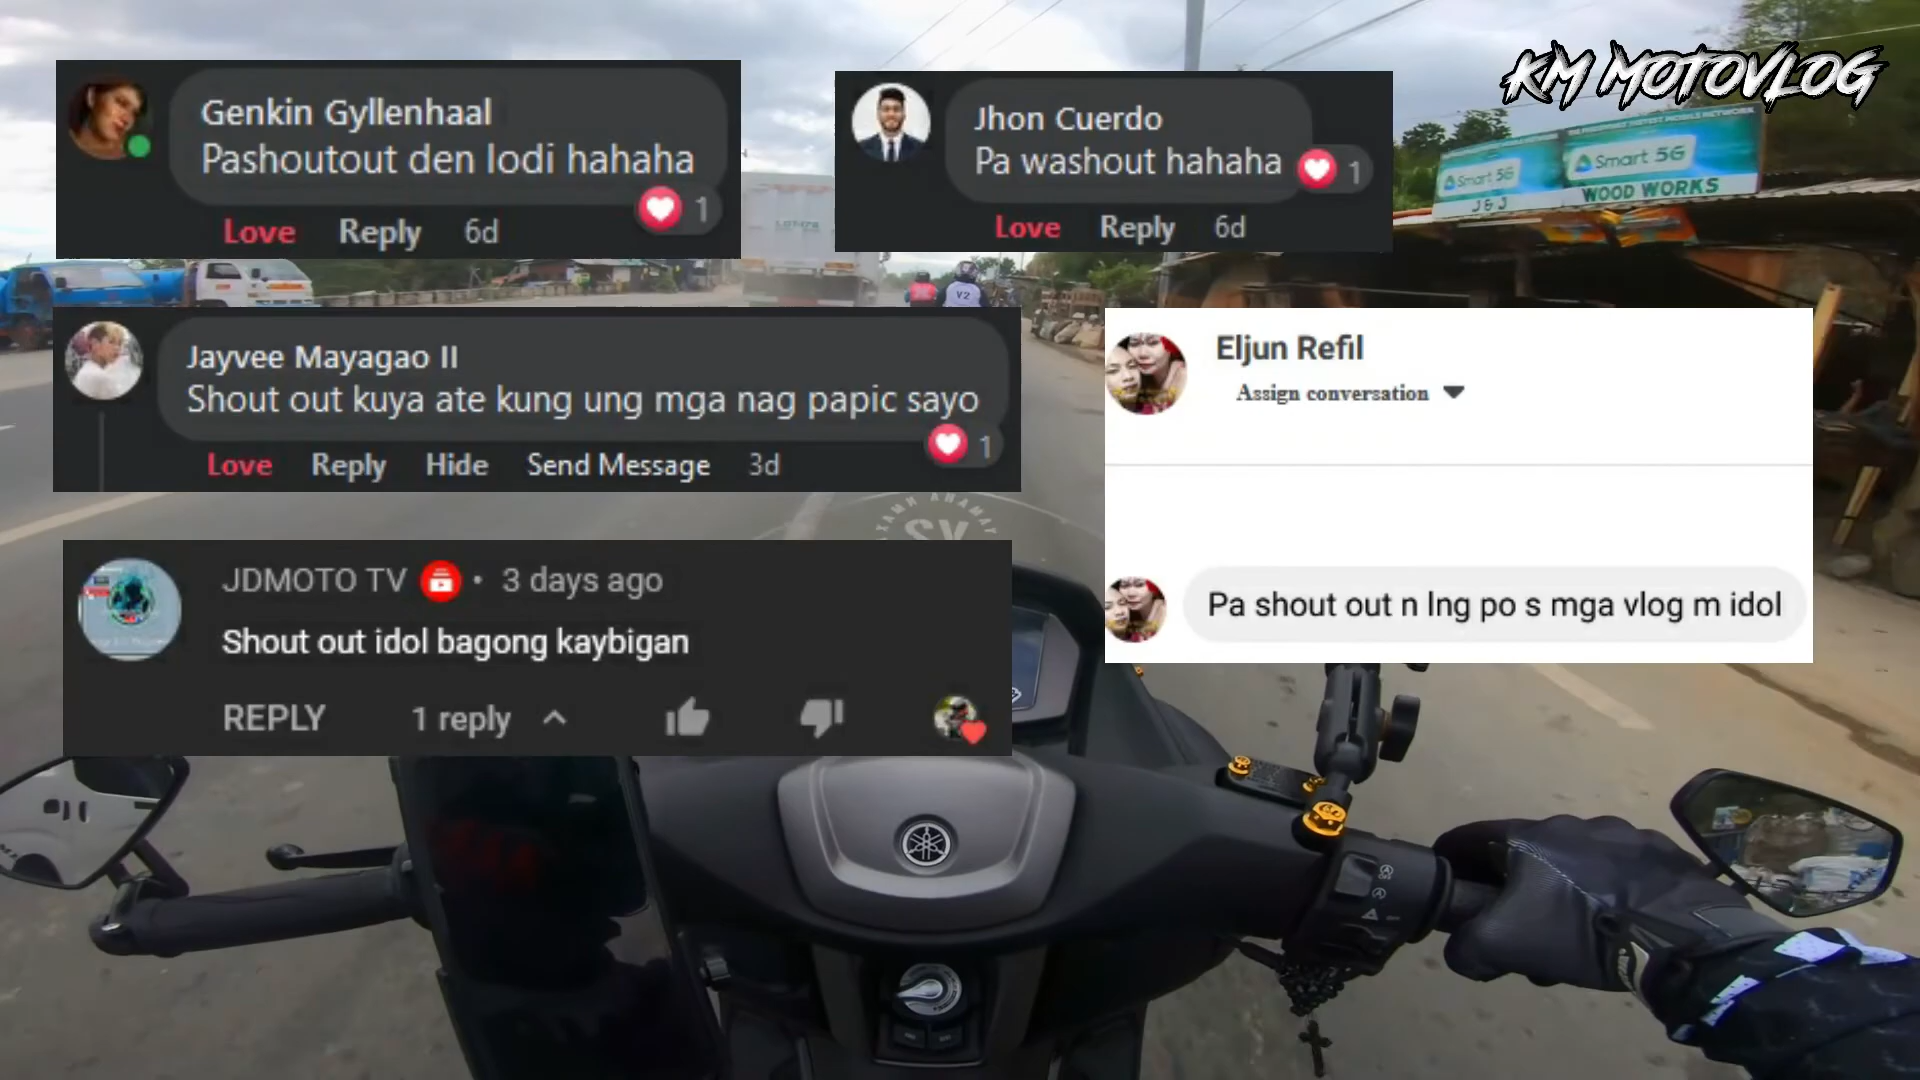 KM MOTOVLOG
Genkin Gyllenhaal
Pashoutout den lodi hahaha
1
Love Reply 6d
Jhon Cuerdo
Pa washout hahaha
1
Love Reply 6d
Smart 5G
Smart 5G
J & J WOOD WORKS
V2
Jayvee Mayagao II
Shout out kuya ate kung ung mga nag papic sayo
1
Love Reply Hide Send Message 3d
Eljun Refil
Assign conversation
Pa shout out n lng po s mga vlog m idol
JDMOTO TV • 3 days ago
Shout out idol bagong kaybigan
REPLY 1 reply